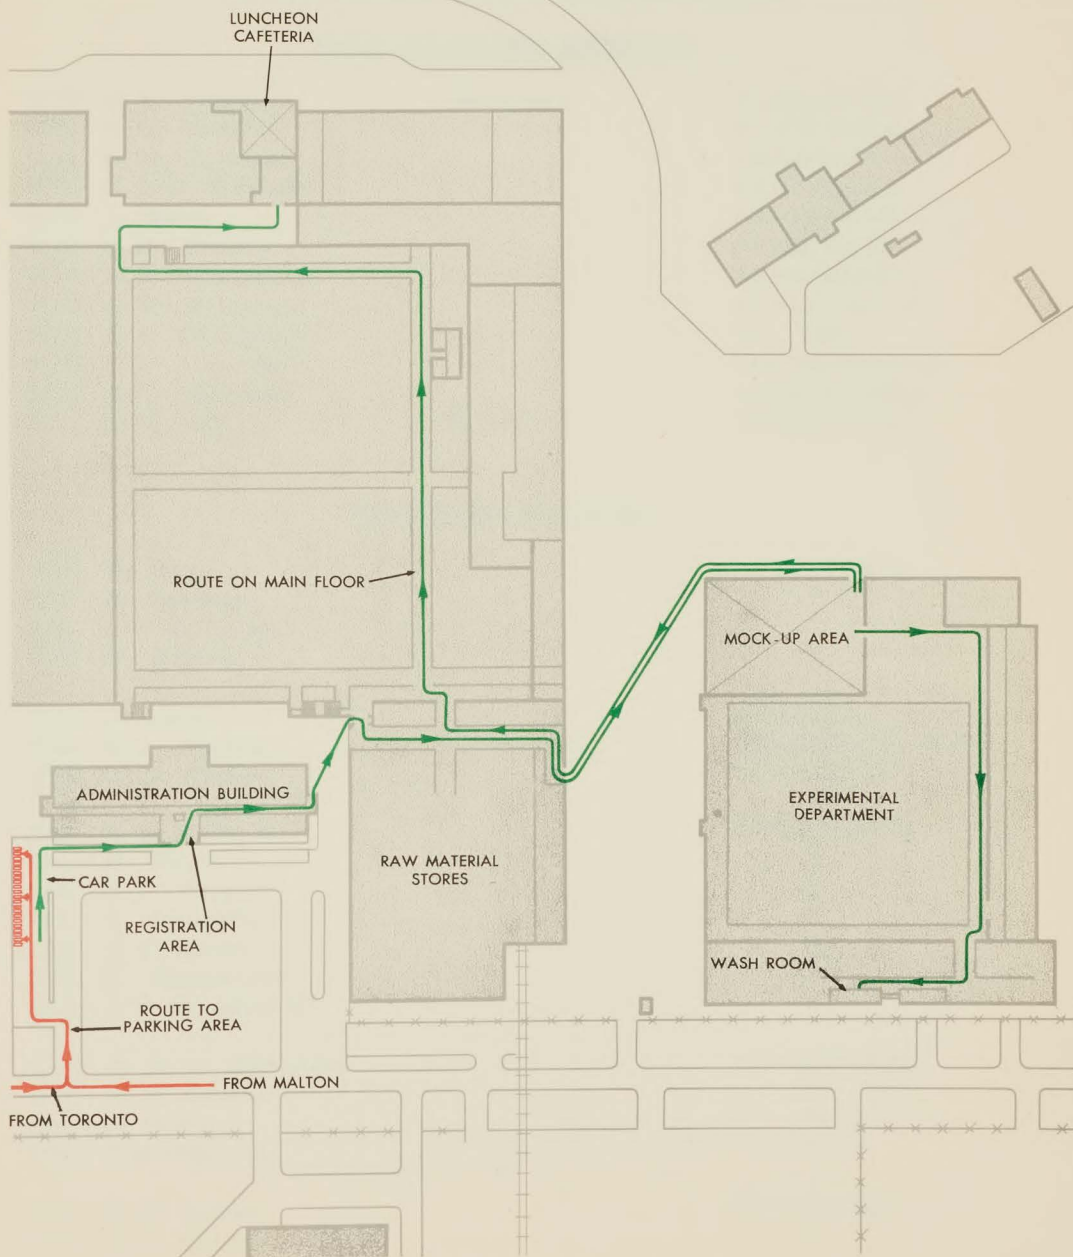 LUNCHEON
CAFETERIA
ROUTE ON MAIN FLOOR
MOCK-UP AREA
ADMINISTRATION BUILDING
EXPERIMENTAL
DEPARTMENT
RAW MATERIAL
STORES
CAR PARK
REGISTRATION
AREA
WASH ROOM
ROUTE TO
PARKING AREA
FROM MALTON
FROM TORONTO